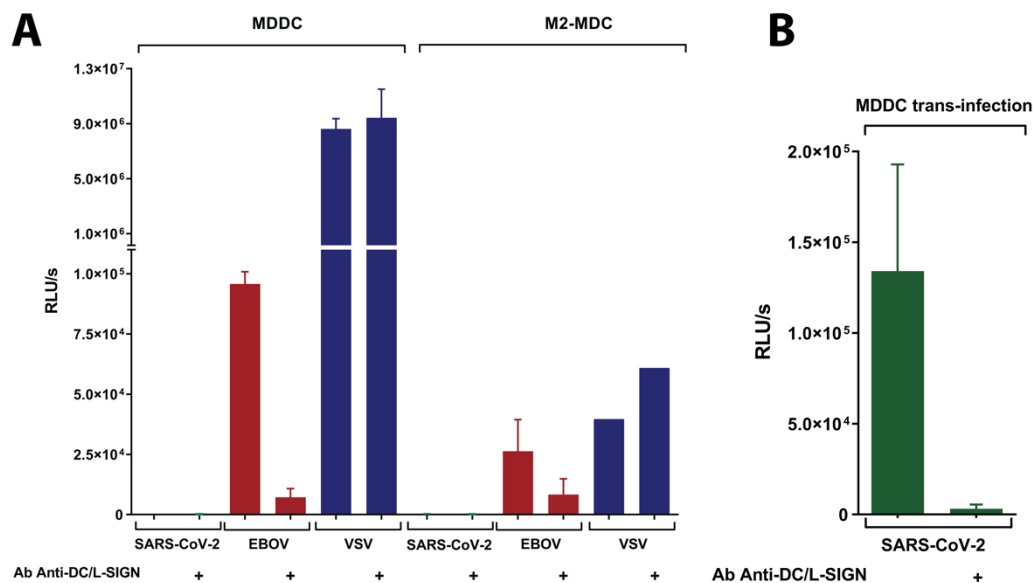 A
MDDC
M2-MDC
1.3×10⁷
9.0×10⁶
5.0×10⁶
1.0×10⁶
1.0×10⁵
7.5×10⁴
5.0×10⁴
2.5×10⁴
0
RLU/s
SARS-CoV-2 EBOV VSV SARS-CoV-2 EBOV VSV
Ab Anti-DC/L-SIGN + + + + + +
B
MDDC trans-infection
2.0×10⁵
1.5×10⁵
1.0×10⁵
5.0×10⁴
0
RLU/s
SARS-CoV-2
Ab Anti-DC/L-SIGN +